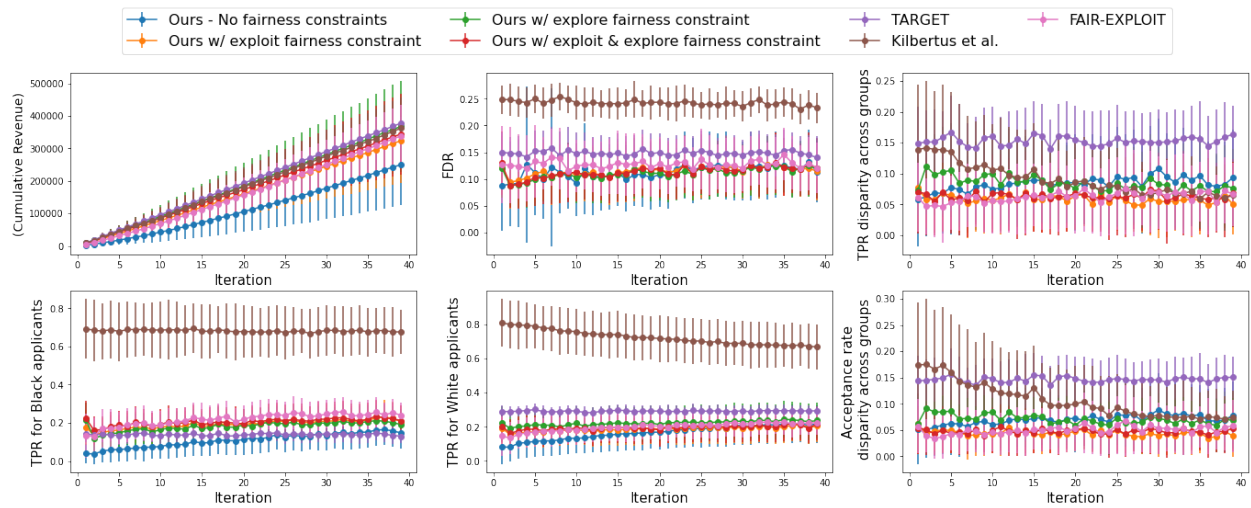 Ours - No fairness constraints
Ours w/ explore fairness constraint
TARGET
FAIR-EXPLOIT
Ours w/ exploit fairness constraint
Ours w/ exploit & explore fairness constraint
Kilbertus et al.
(Cumulative Revenue)
500000
400000
300000
200000
100000
0
0 5 10 15 20 25 30 35 40
Iteration
FDR
0.25
0.20
0.15
0.10
0.05
0.00
0 5 10 15 20 25 30 35 40
Iteration
TPR disparity across groups
0.25
0.20
0.15
0.10
0.05
0.00
0 5 10 15 20 25 30 35 40
Iteration
TPR for Black applicants
0.8
0.6
0.4
0.2
0.0
0 5 10 15 20 25 30 35 40
Iteration
TPR for White applicants
0.8
0.6
0.4
0.2
0.0
0 5 10 15 20 25 30 35 40
Iteration
Acceptance rate
disparity across groups
0.30
0.25
0.20
0.15
0.10
0.05
0.00
0 5 10 15 20 25 30 35 40
Iteration